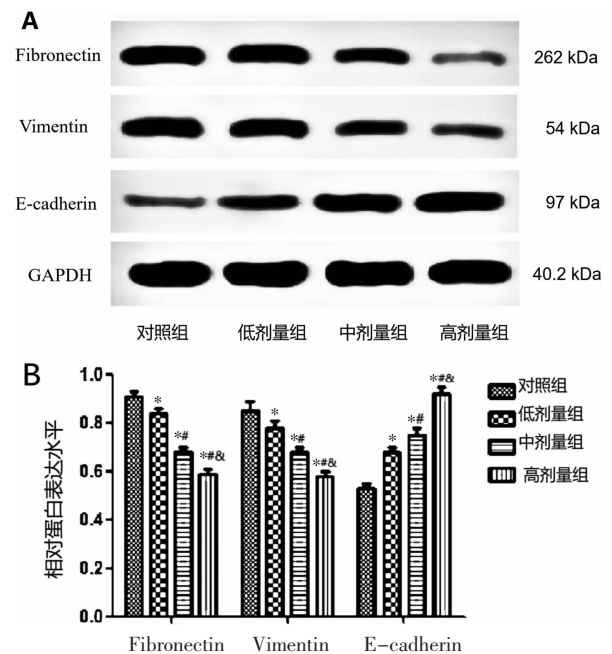 A
Fibronectin 262 kDa
Vimentin 54 kDa
E-cadherin 97 kDa
GAPDH 40.2 kDa
对照组 低剂量组 中剂量组 高剂量组
B
相对蛋白表达水平
1.0
0.8
0.6
0.4
0.2
0.0
* *# *#&
* *# *#&
* *# *#&
Fibronectin Vimentin E-cadherin
对照组
低剂量组
中剂量组
高剂量组